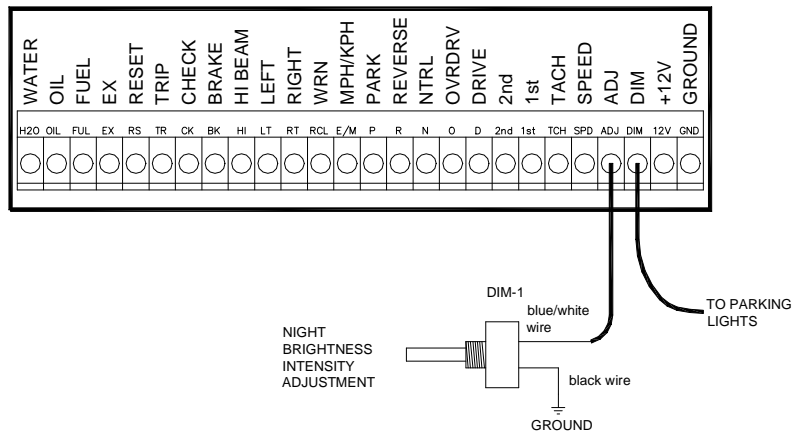 WATER OIL FUEL EX RESET TRIP CHECK BRAKE HI BEAM LEFT RIGHT WRN MPH/KPH PARK REVERSE NTRL OVRDRV DRIVE 2nd 1st TACH SPEED ADJ DIM +12V GROUND
H2O OIL FUL EX RS TR CK BK HI LT RT RCL E/M P R N O D 2nd 1st TCH SPD ADJ DIM 12V GND
DIM-1
blue/white
wire
TO PARKING
LIGHTS
NIGHT
BRIGHTNESS
INTENSITY
ADJUSTMENT
black wire
GROUND